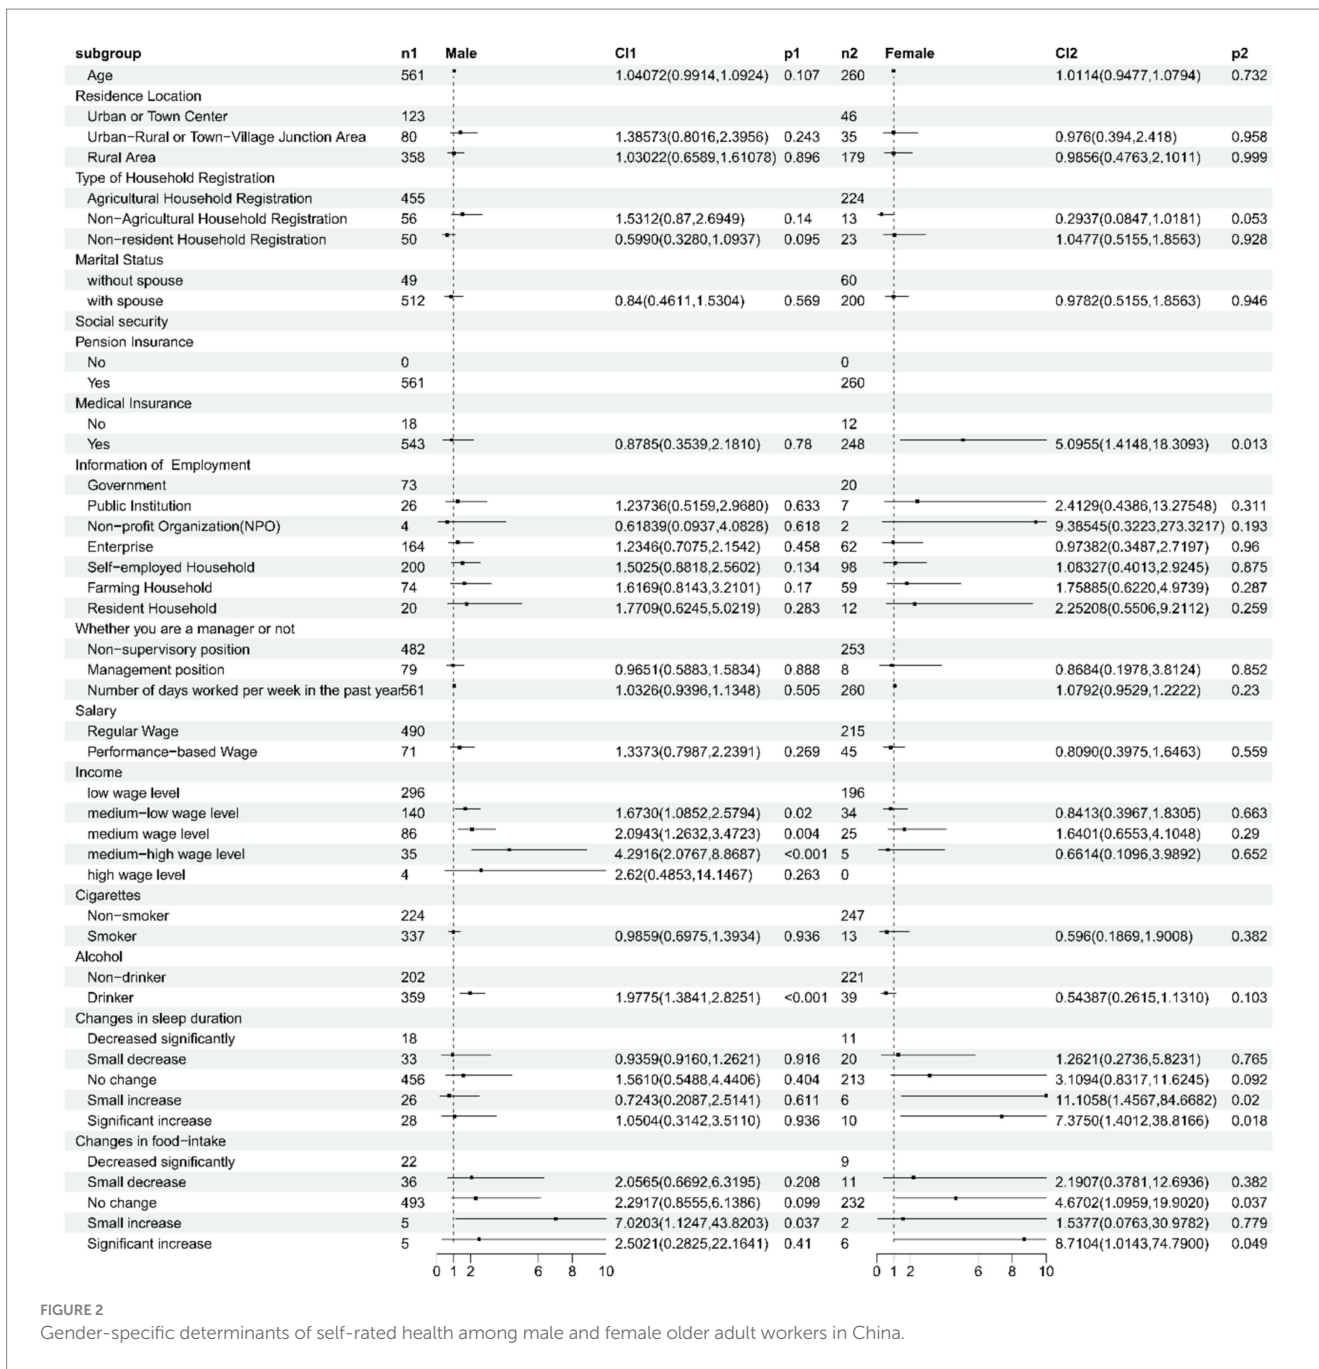 subgroup n1 Male CI1 p1 n2 Female CI2 p2
Age 561 1.04072(0.9914,1.0924) 0.107 260 1.0114(0.9477,1.0794) 0.732
Residence Location
Urban or Town Center 123 46
Urban−Rural or Town−Village Junction Area 80 1.38573(0.8016,2.3956) 0.243 35 0.976(0.394,2.418) 0.958
Rural Area 358 1.03022(0.6589,1.61078) 0.896 179 0.9856(0.4763,2.1011) 0.999
Type of Household Registration
Agricultural Household Registration 455 224
Non−Agricultural Household Registration 56 1.5312(0.87,2.6949) 0.14 13 0.2937(0.0847,1.0181) 0.053
Non−resident Household Registration 50 0.5990(0.3280,1.0937) 0.095 23 1.0477(0.5155,1.8563) 0.928
Marital Status
without spouse 49 60
with spouse 512 0.84(0.4611,1.5304) 0.569 200 0.9782(0.5155,1.8563) 0.946
Social security
Pension Insurance
No 0 0
Yes 561 260
Medical Insurance
No 18 12
Yes 543 0.8785(0.3539,2.1810) 0.78 248 5.0955(1.4148,18.3093) 0.013
Information of Employment
Government 73 20
Public Institution 26 1.23736(0.5159,2.9680) 0.633 7 2.4129(0.4386,13.27548) 0.311
Non−profit Organization(NPO) 4 0.61839(0.0937,4.0828) 0.618 2 9.38545(0.3223,273.3217) 0.193
Enterprise 164 1.2346(0.7075,2.1542) 0.458 62 0.97382(0.3487,2.7197) 0.96
Self−employed Household 200 1.5025(0.8818,2.5602) 0.134 98 1.08327(0.4013,2.9245) 0.875
Farming Household 74 1.6169(0.8143,3.2101) 0.17 59 1.75885(0.6220,4.9739) 0.287
Resident Household 20 1.7709(0.6245,5.0219) 0.283 12 2.25208(0.5506,9.2112) 0.259
Whether you are a manager or not
Non−supervisory position 482 253
Management position 79 0.9651(0.5883,1.5834) 0.888 8 0.8684(0.1978,3.8124) 0.852
Number of days worked per week in the past year 561 1.0326(0.9396,1.1348) 0.505 260 1.0792(0.9529,1.2222) 0.23
Salary
Regular Wage 490 215
Performance−based Wage 71 1.3373(0.7987,2.2391) 0.269 45 0.8090(0.3975,1.6463) 0.559
Income
low wage level 296 196
medium−low wage level 140 1.6730(1.0852,2.5794) 0.02 34 0.8413(0.3967,1.8305) 0.663
medium wage level 86 2.0943(1.2632,3.4723) 0.004 25 1.6401(0.6553,4.1048) 0.29
medium−high wage level 35 4.2916(2.0767,8.8687) <0.001 5 0.6614(0.1096,3.9892) 0.652
high wage level 4 2.62(0.4853,14.1467) 0.263 0
Cigarettes
Non−smoker 224 247
Smoker 337 0.9859(0.6975,1.3934) 0.936 13 0.596(0.1869,1.9008) 0.382
Alcohol
Non−drinker 202 221
Drinker 359 1.9775(1.3841,2.8251) <0.001 39 0.54387(0.2615,1.1310) 0.103
Changes in sleep duration
Decreased significantly 18 11
Small decrease 33 0.9359(0.9160,1.2621) 0.916 20 1.2621(0.2736,5.8231) 0.765
No change 456 1.5610(0.5488,4.4406) 0.404 213 3.1094(0.8317,11.6245) 0.092
Small increase 26 0.7243(0.2087,2.5141) 0.611 6 11.1058(1.4567,84.6682) 0.02
Significant increase 28 1.0504(0.3142,3.5110) 0.936 10 7.3750(1.4012,38.8166) 0.018
Changes in food−intake
Decreased significantly 22 9
Small decrease 36 2.0565(0.6692,6.3195) 0.208 11 2.1907(0.3781,12.6936) 0.382
No change 493 2.2917(0.8555,6.1386) 0.099 232 4.6702(1.0959,19.9020) 0.037
Small increase 5 7.0203(1.1247,43.8203) 0.037 2 1.5377(0.0763,30.9782) 0.779
Significant increase 5 2.5021(0.2825,22.1641) 0.41 6 8.7104(1.0143,74.7900) 0.049
0 1 2 6 8 10 0 1 2 6 8 10
FIGURE 2
Gender-specific determinants of self-rated health among male and female older adult workers in China.